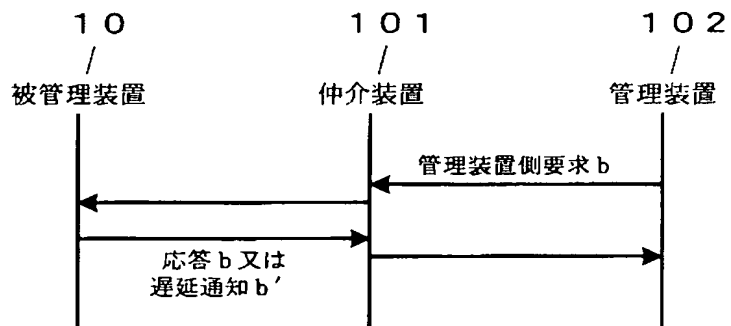 １０　１０１　１０２
被管理装置　仲介装置　管理装置
管理装置側要求ｂ
応答ｂ又は
遅延通知ｂ′